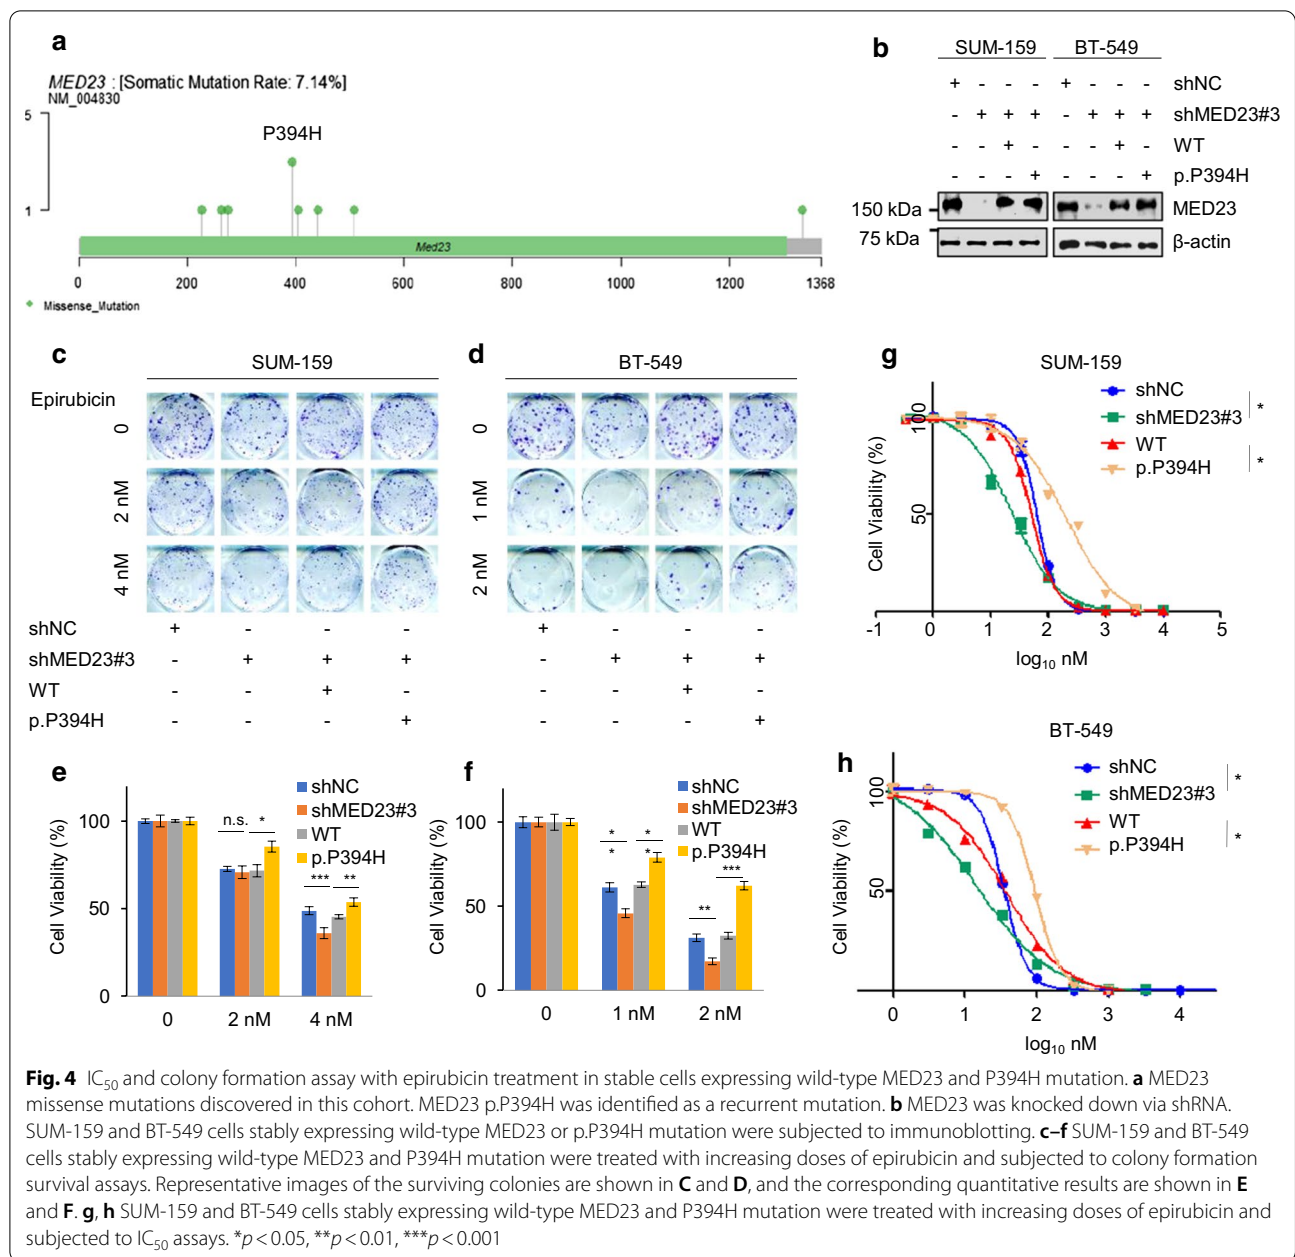 a
MED23 : [Somatic Mutation Rate: 7.14%]
NM_004830
5
P394H
1
Med23
0 200 400 600 800 1000 1200 1368
Missense_Mutation
b
SUM-159 BT-549
+ - - - + - - - shNC
- + + + - + + + shMED23#3
- - + - - - + - WT
- - - + - - - + p.P394H
150 kDa MED23
75 kDa β-actin
c
SUM-159
Epirubicin
0
2 nM
4 nM
d
BT-549
0
1 nM
2 nM
shNC + - - - + - - -
shMED23#3 - + + + - + + +
WT - - + - - - + -
p.P394H - - - + - - - +
e
shNC
shMED23#3
WT
p.P394H
Cell Viability (%)
100
50
0
n.s. *
*** **
0 2 nM 4 nM
f
shNC
shMED23#3
WT
p.P394H
Cell Viability (%)
100
50
0
* *
* *
** ***
0 1 nM 2 nM
g
SUM-159
shNC
shMED23#3
WT
p.P394H
*
*
Cell Viability (%)
100
50
-1 0 1 2 3 4 5
log10 nM
h
BT-549
shNC
shMED23#3
WT
p.P394H
*
*
Cell Viability (%)
100
50
0 1 2 3 4
log10 nM
Fig. 4 IC50 and colony formation assay with epirubicin treatment in stable cells expressing wild-type MED23 and P394H mutation. a MED23
missense mutations discovered in this cohort. MED23 p.P394H was identified as a recurrent mutation. b MED23 was knocked down via shRNA.
SUM-159 and BT-549 cells stably expressing wild-type MED23 or p.P394H mutation were subjected to immunoblotting. c–f SUM-159 and BT-549
cells stably expressing wild-type MED23 and P394H mutation were treated with increasing doses of epirubicin and subjected to colony formation
survival assays. Representative images of the surviving colonies are shown in C and D, and the corresponding quantitative results are shown in E
and F. g, h SUM-159 and BT-549 cells stably expressing wild-type MED23 and P394H mutation were treated with increasing doses of epirubicin and
subjected to IC50 assays. *p < 0.05, **p < 0.01, ***p < 0.001